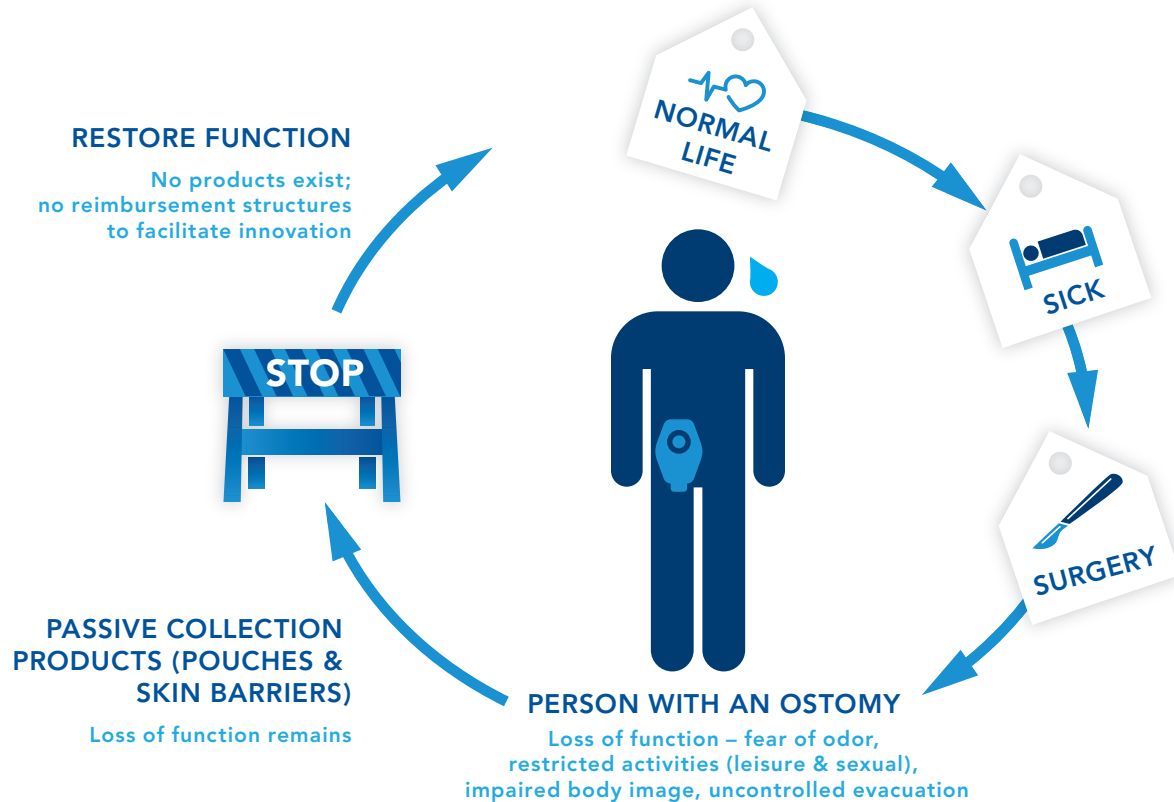 NORMAL
LIFE
SICK
SURGERY
PERSON WITH AN OSTOMY
Loss of function – fear of odor,
restricted activities (leisure & sexual),
impaired body image, uncontrolled evacuation
PASSIVE COLLECTION
PRODUCTS (POUCHES &
SKIN BARRIERS)
Loss of function remains
STOP
RESTORE FUNCTION
No products exist;
no reimbursement structures
to facilitate innovation